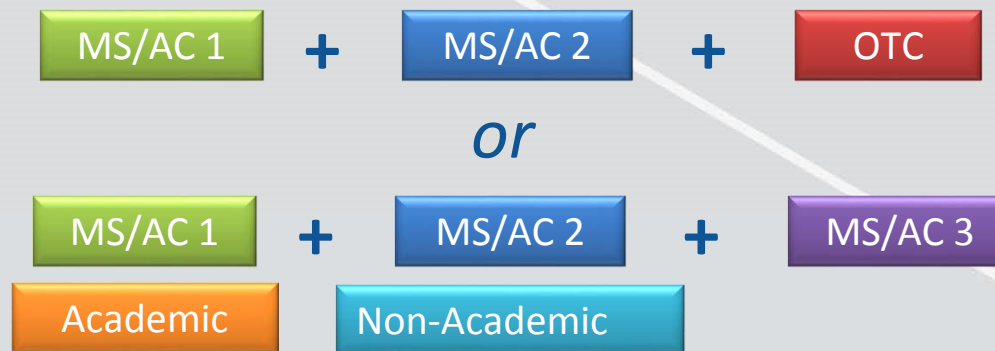 MS/AC 1 + MS/AC 2 + OTC
or
MS/AC 1 + MS/AC 2 + MS/AC 3
Academic Non-Academic